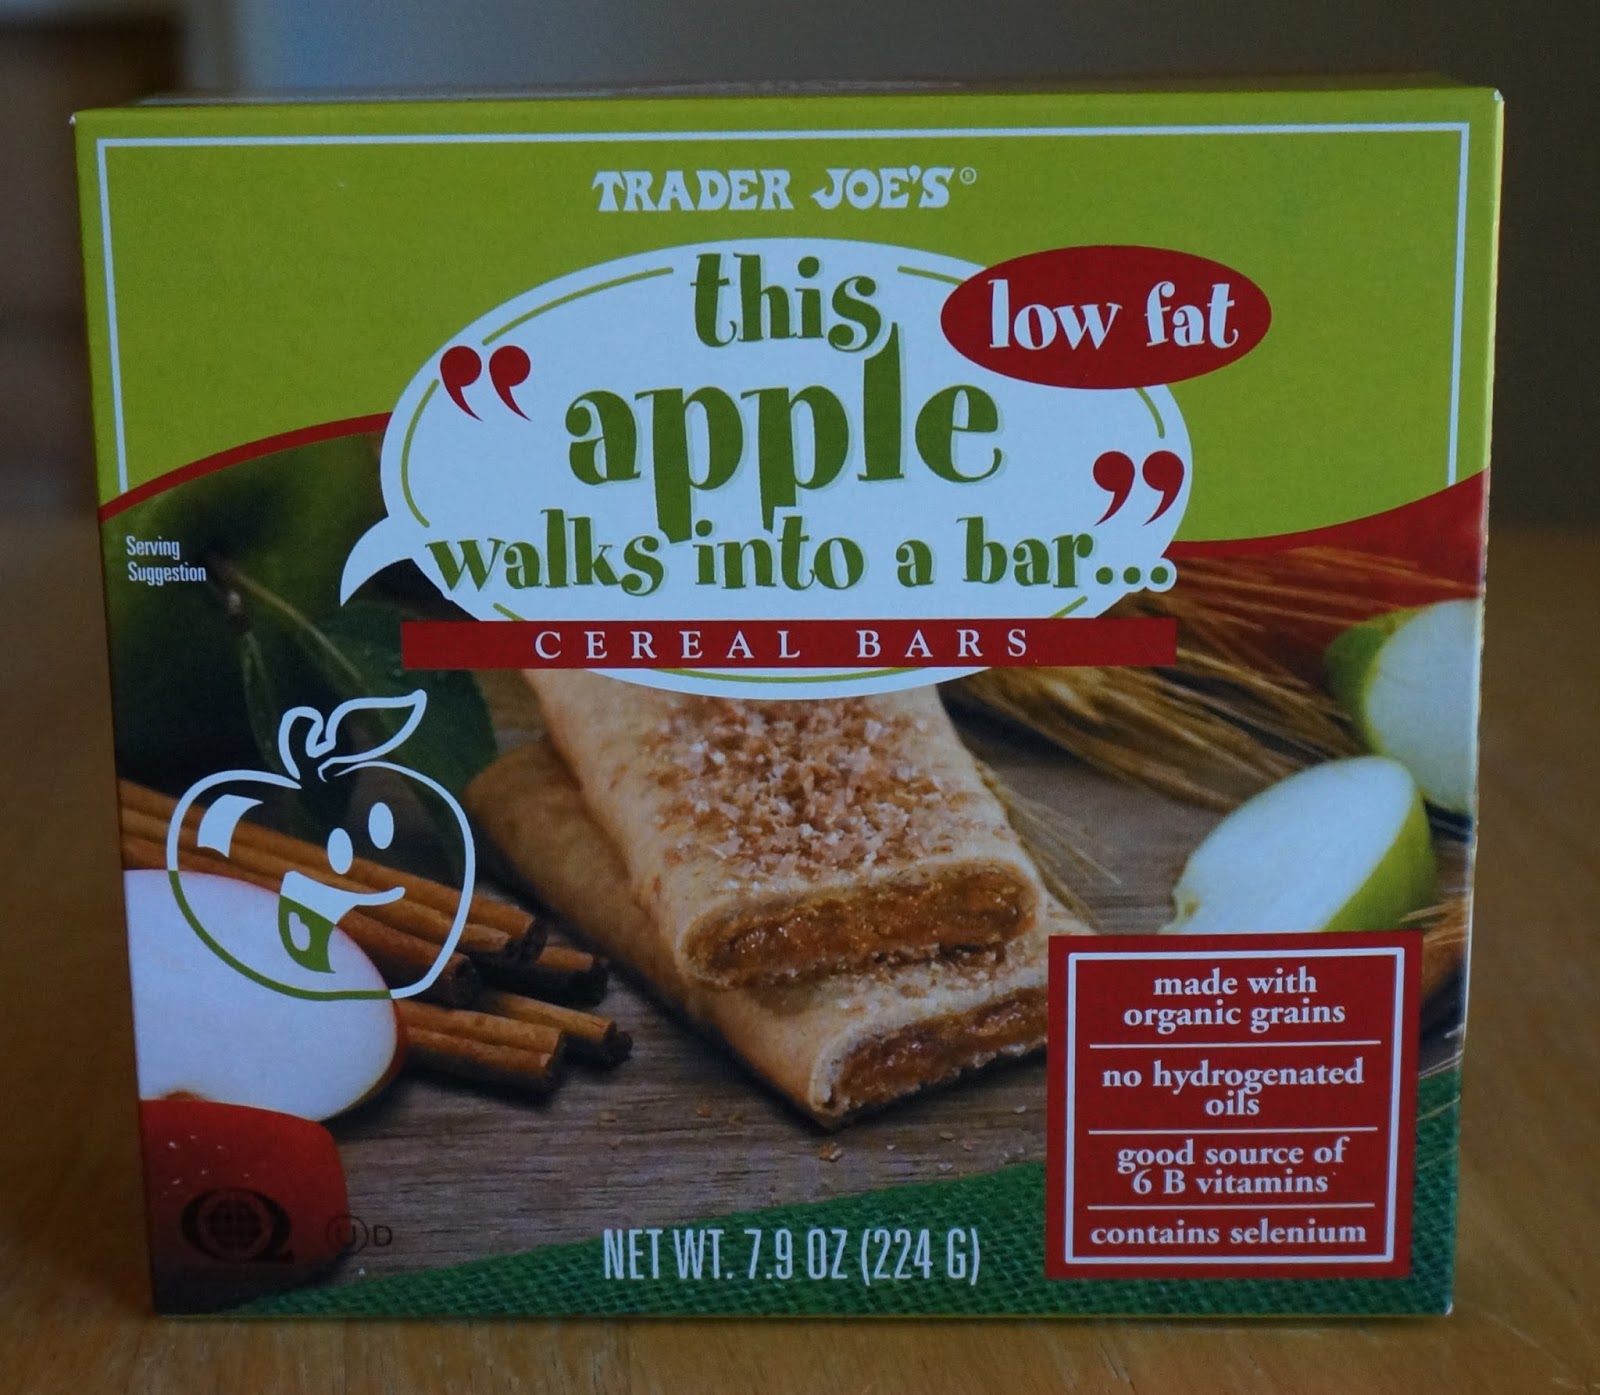 TRADER JOE'S®
low fat
“this
apple
walks into a bar...”
CEREAL BARS
Serving
Suggestion
made with
organic grains
no hydrogenated
oils
good source of
6 B vitamins
contains selenium
U D
NET WT. 7.9 OZ (224 G)